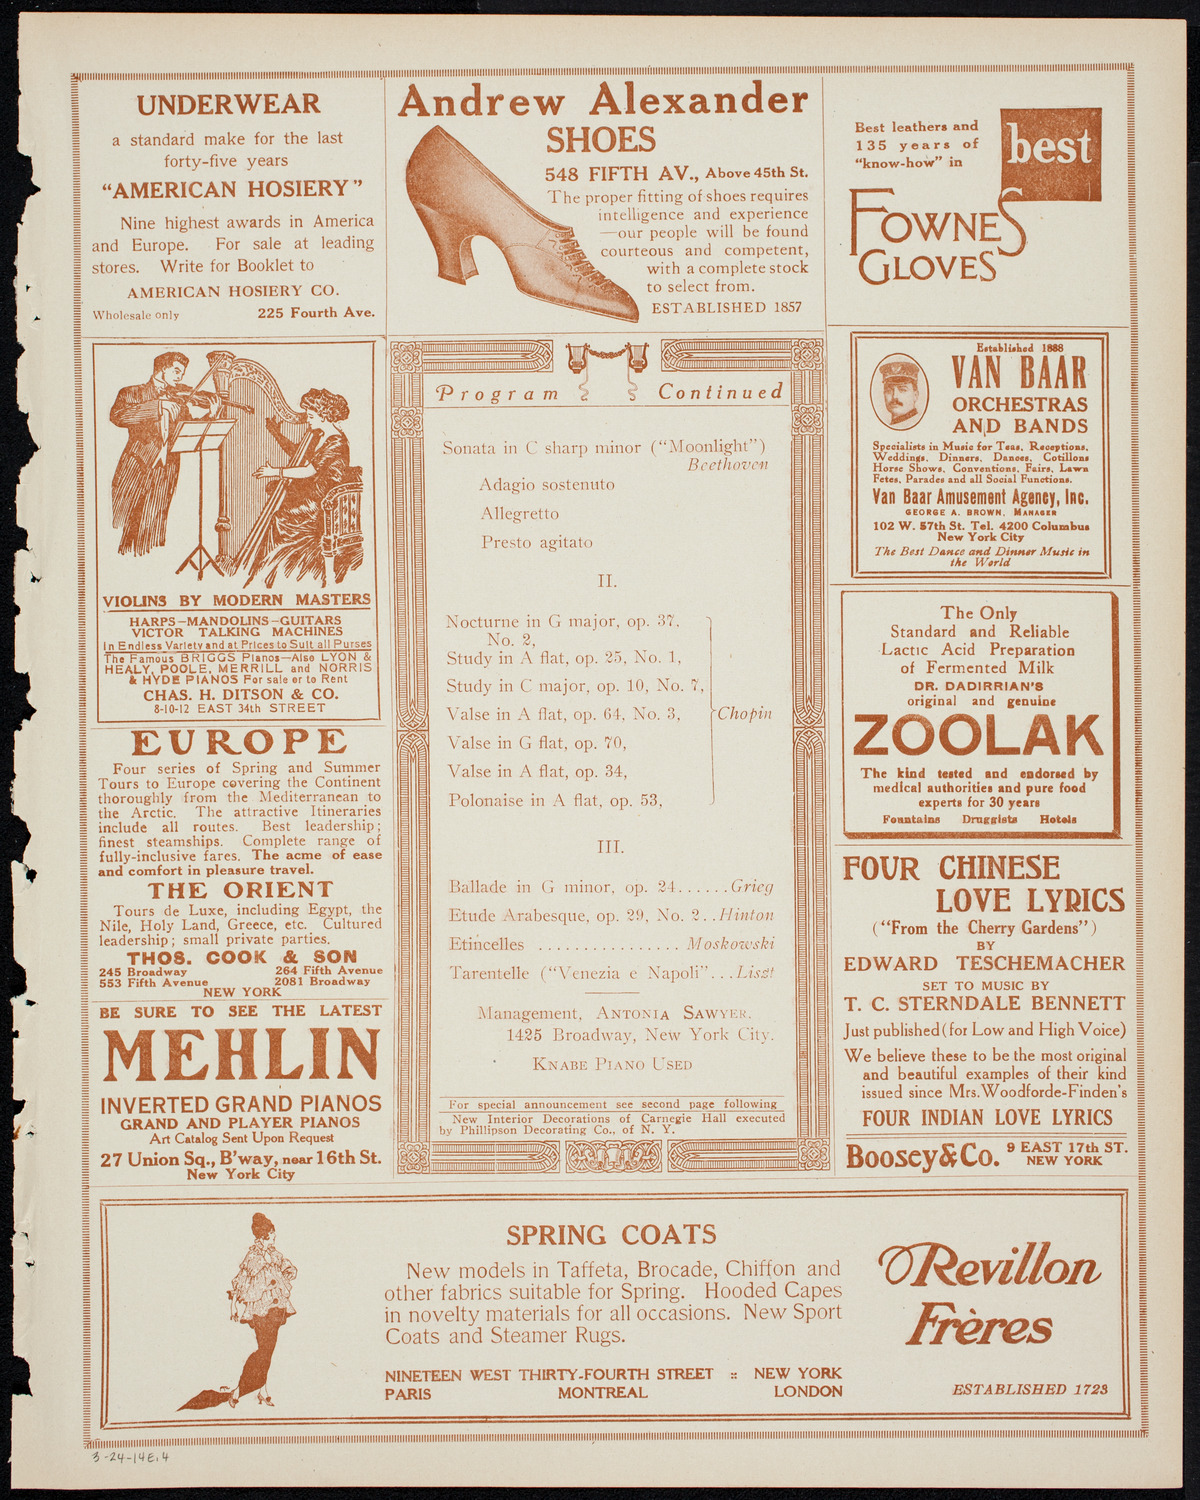 UNDERWEAR
a standard make for the last
forty-five years
“AMERICAN HOSIERY”
Nine highest awards in America
and Europe. For sale at leading
stores. Write for Booklet to
AMERICAN HOSIERY CO.
Wholesale only 225 Fourth Ave.
Andrew Alexander
SHOES
548 FIFTH AV., Above 45th St.
The proper fitting of shoes requires
intelligence and experience
—our people will be found
courteous and competent,
with a complete stock
to select from.
ESTABLISHED 1857
Best leathers and
135 years of
“know-how” in
best
FOWNES
GLOVES
VIOLINS BY MODERN MASTERS
HARPS–MANDOLINS–GUITARS
VICTOR TALKING MACHINES
In Endless Variety and at Prices to Suit all Purses
The Famous BRIGGS Pianos—Also LYON &
HEALY, POOLE, MERRILL and NORRIS
& HYDE PIANOS For sale or to Rent
CHAS. H. DITSON & CO.
8-10-12 EAST 34th STREET
EUROPE
Four series of Spring and Summer
Tours to Europe covering the Continent
thoroughly from the Mediterranean to
the Arctic. The attractive Itineraries
include all routes. Best leadership;
finest steamships. Complete range of
fully-inclusive fares. The acme of ease
and comfort in pleasure travel.
THE ORIENT
Tours de Luxe, including Egypt, the
Nile, Holy Land, Greece, etc. Cultured
leadership; small private parties.
THOS. COOK & SON
245 Broadway 264 Fifth Avenue
553 Fifth Avenue 2081 Broadway
NEW YORK
BE SURE TO SEE THE LATEST
MEHLIN
INVERTED GRAND PIANOS
GRAND AND PLAYER PIANOS
Art Catalog Sent Upon Request
27 Union Sq., B'way, near 16th St.
New York City
Program Continued
Sonata in C sharp minor (“Moonlight”)
Beethoven
Adagio sostenuto
Allegretto
Presto agitato
II.
Nocturne in G major, op. 37,
No. 2,
Study in A flat, op. 25, No. 1,
Study in C major, op. 10, No. 7,
Valse in A flat, op. 64, No. 3, Chopin
Valse in G flat, op. 70,
Valse in A flat, op. 34,
Polonaise in A flat, op. 53,
III.
Ballade in G minor, op. 24......Grieg
Etude Arabesque, op. 29, No. 2..Hinton
Etincelles ................Moskowski
Tarentelle (“Venezia e Napoli”...Liszt
Management, ANTONIA SAWYER.
1425 Broadway, New York City.
KNABE PIANO USED
For special announcement see second page following
New Interior Decorations of Carnegie Hall executed
by Phillipson Decorating Co., of N. Y.
Established 1888
VAN BAAR
ORCHESTRAS
AND BANDS
Specialists in Music for Teas, Receptions,
Weddings, Dinners, Dances, Cotillons
Horse Shows, Conventions, Fairs, Lawn
Fetes, Parades and all Social Functions.
Van Baar Amusement Agency, Inc.
GEORGE A. BROWN, MANAGER
102 W. 57th St. Tel. 4200 Columbus
New York City
The Best Dance and Dinner Music in
the World
The Only
Standard and Reliable
Lactic Acid Preparation
of Fermented Milk
DR. DADIRRIAN'S
original and genuine
ZOOLAK
The kind tested and endorsed by
medical authorities and pure food
experts for 30 years
Fountains Druggists Hotels
FOUR CHINESE
LOVE LYRICS
(“From the Cherry Gardens”)
BY
EDWARD TESCHEMACHER
SET TO MUSIC BY
T. C. STERNDALE BENNETT
Just published (for Low and High Voice)
We believe these to be the most original
and beautiful examples of their kind
issued since Mrs. Woodforde-Finden's
FOUR INDIAN LOVE LYRICS
BOOSEY & CO. 9 EAST 17th ST.
NEW YORK
SPRING COATS
New models in Taffeta, Brocade, Chiffon and
other fabrics suitable for Spring. Hooded Capes
in novelty materials for all occasions. New Sport
Coats and Steamer Rugs.
NINETEEN WEST THIRTY-FOURTH STREET :: NEW YORK
PARIS MONTREAL LONDON
Revillon
Frères
ESTABLISHED 1723
3-24-14E.4